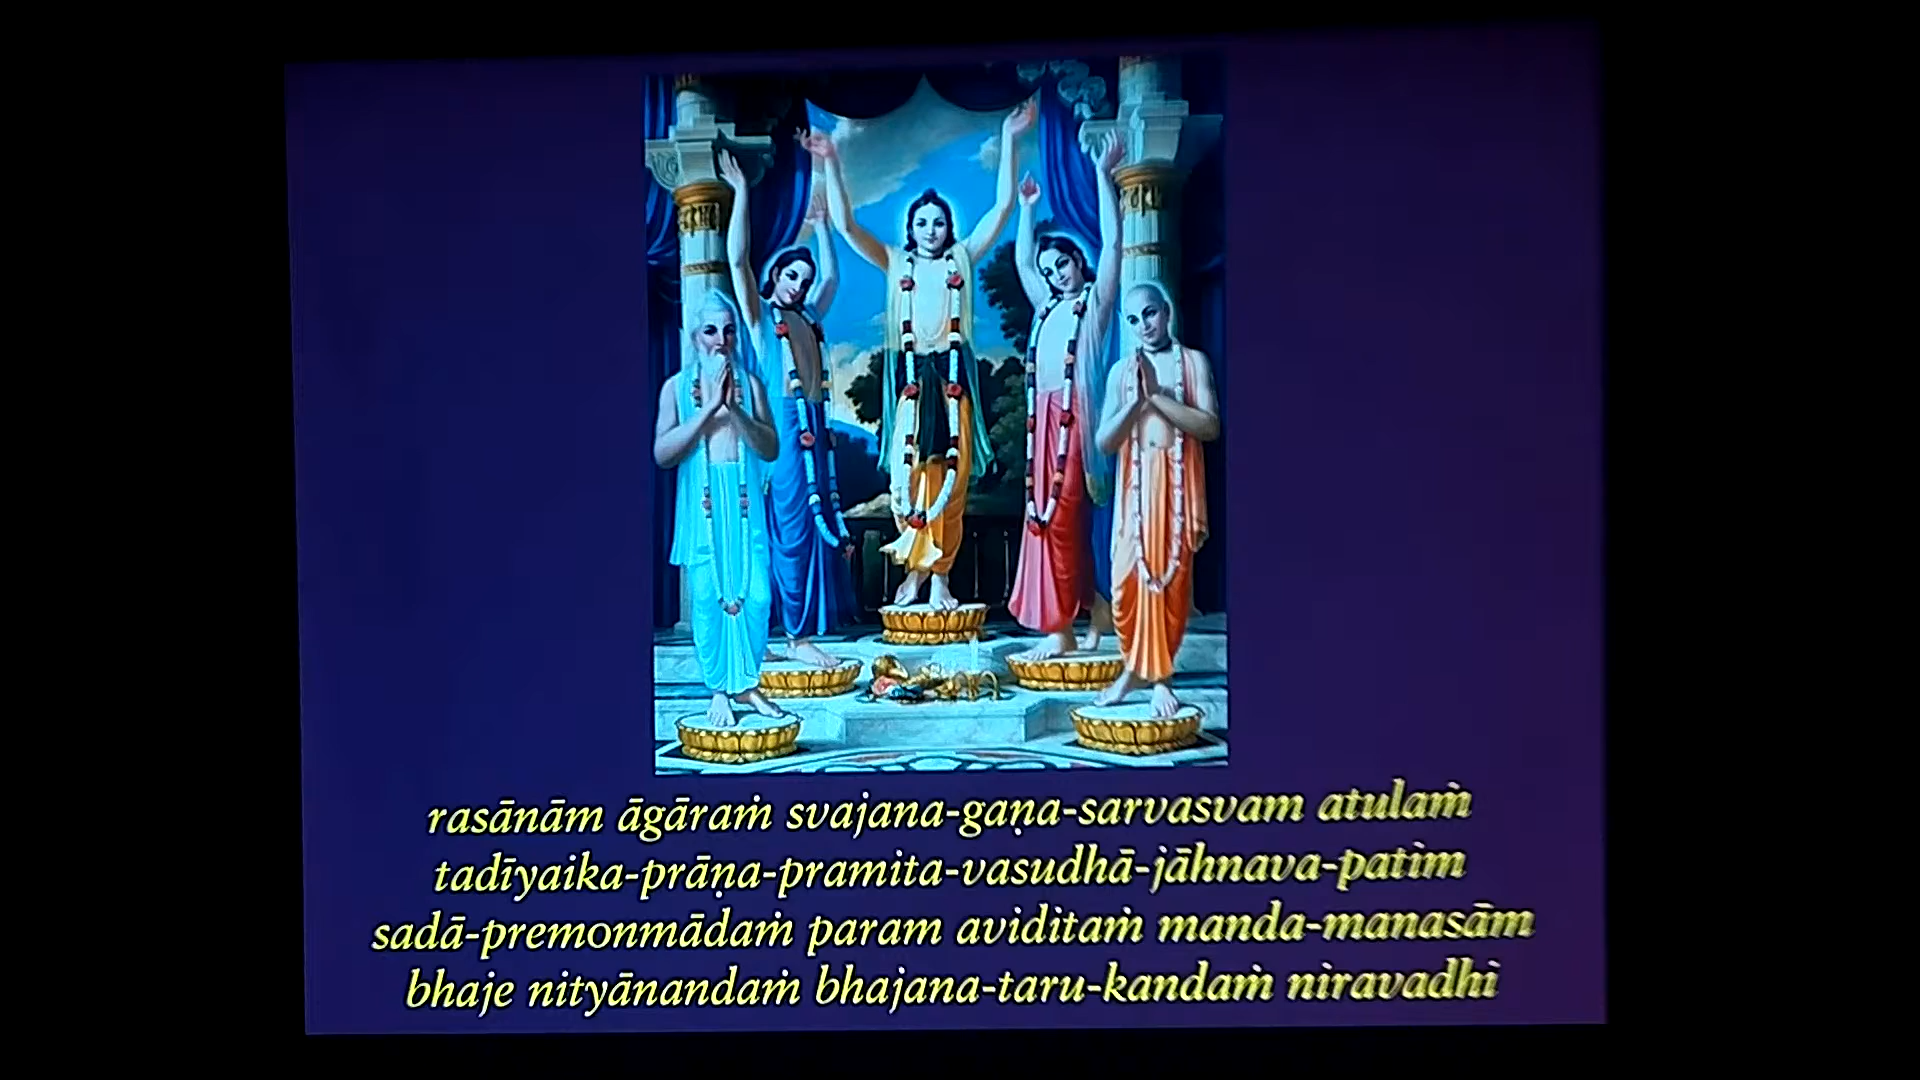 rasānām āgāraṁ svajana-gaṇa-sarvasvam atulaṁ
tadīyaika-prāṇa-pramita-vasudhā-jāhnava-patim
sadā-premonmādaṁ param aviditaṁ manda-manasām
bhaje nityānandaṁ bhajana-taru-kandaṁ niravadhi